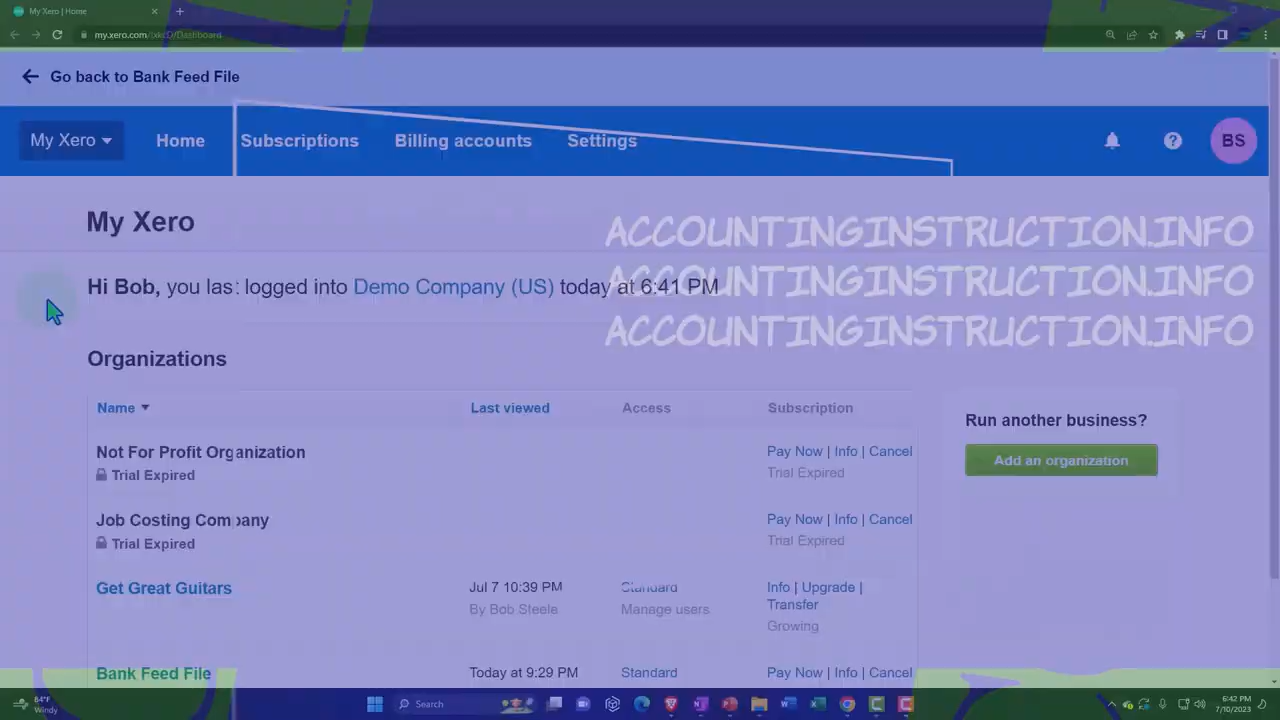 My Xero | Home
my.xero.com/!xkcD/Dashboard
Go back to Bank Feed File
My Xero Home Subscriptions Billing accounts Settings BS
My Xero
ACCOUNTINGINSTRUCTION.INFO
Hi Bob, you last logged into Demo Company (US) today at 6:41 PM
ACCOUNTINGINSTRUCTION.INFO
ACCOUNTINGINSTRUCTION.INFO
Organizations
Name Last viewed Access Subscription
Run another business?
Add an organization
Not For Profit Organization Pay Now | Info | Cancel
Trial Expired Trial Expired
Job Costing Company Pay Now | Info | Cancel
Trial Expired Trial Expired
Get Great Guitars Jul 7 10:39 PM Standard Info | Upgrade |
Transfer
By Bob Steele Manage users
Growing
Bank Feed File Today at 9:29 PM Standard Pay Now | Info | Cancel
84°F
Windy
Search
6:42 PM
7/10/2023